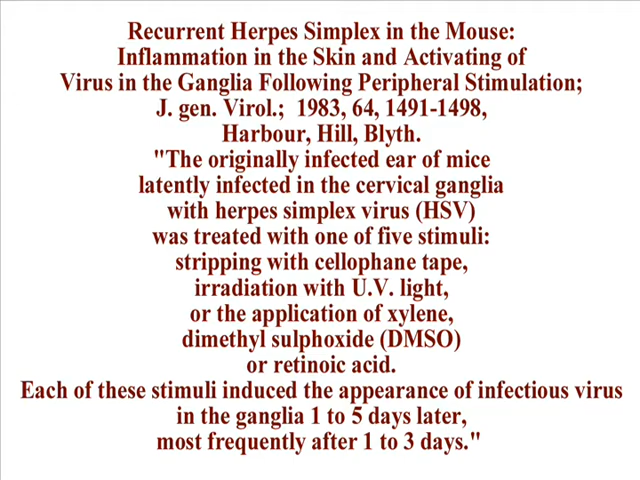 Recurrent Herpes Simplex in the Mouse:
Inflammation in the Skin and Activating of
Virus in the Ganglia Following Peripheral Stimulation;
J. gen. Virol.;  1983, 64, 1491-1498,
Harbour, Hill, Blyth.
"The originally infected ear of mice
latently infected in the cervical ganglia
with herpes simplex virus (HSV)
was treated with one of five stimuli:
stripping with cellophane tape,
irradiation with U.V. light,
or the application of xylene,
dimethyl sulphoxide (DMSO)
or retinoic acid.
Each of these stimuli induced the appearance of infectious virus
in the ganglia 1 to 5 days later,
most frequently after 1 to 3 days."